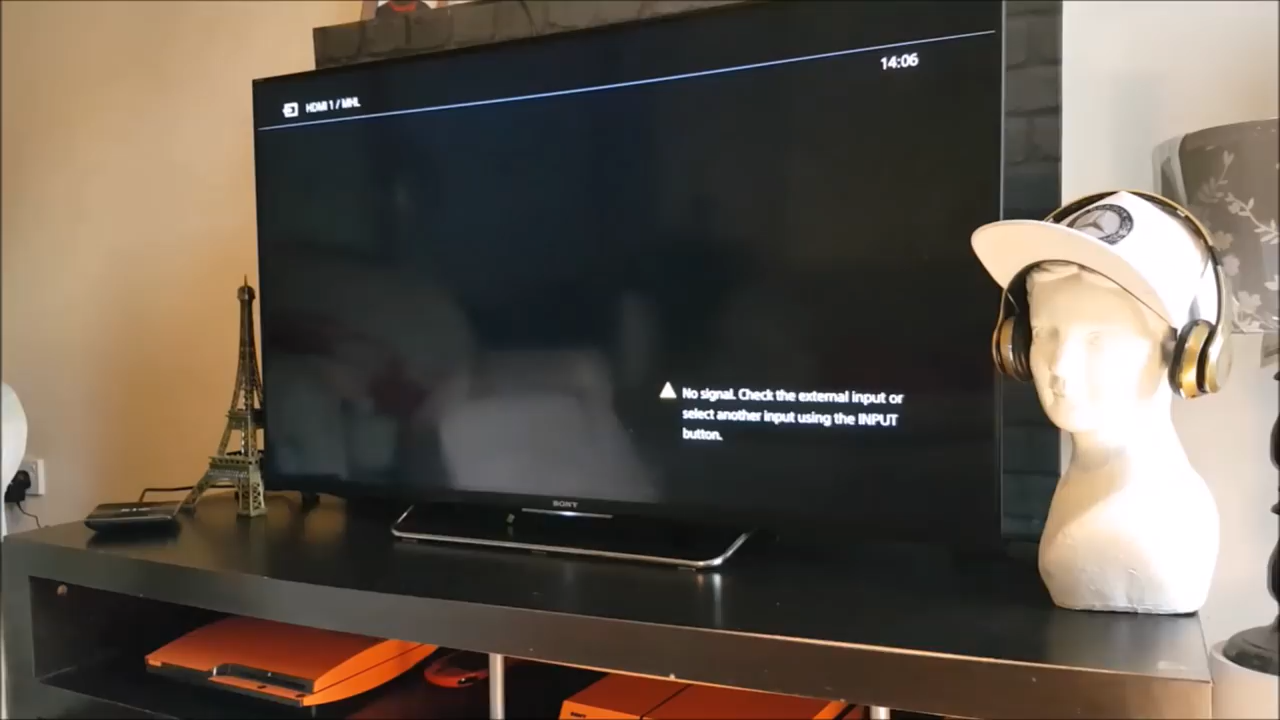 HDMI 1 / MHL
14:06
No signal. Check the external input or
select another input using the INPUT
button.
SONY